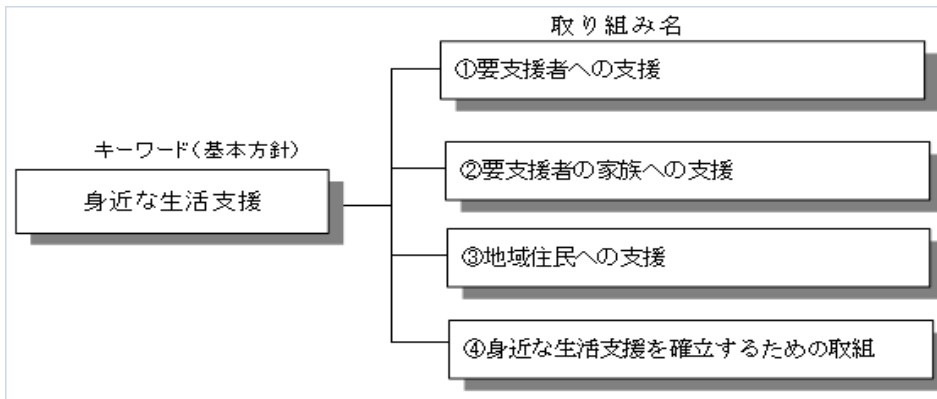 取り組み名
①要支援者への支援
キーワード(基本方針)
②要支援者の家族への支援
身近な生活支援
③地域住民への支援
④身近な生活支援を確立するための取組